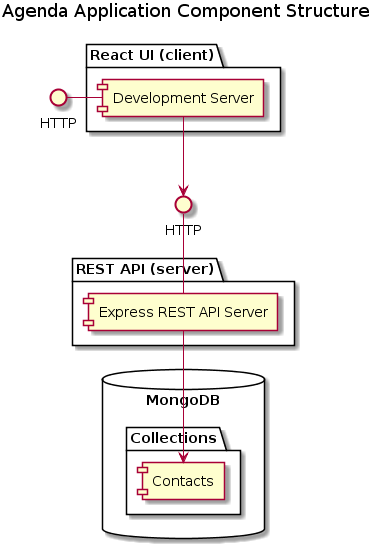 Agenda Application Component Structure
React UI (client)
Development Server
HTTP
HTTP
REST API (server)
Express REST API Server
MongoDB
Collections
Contacts